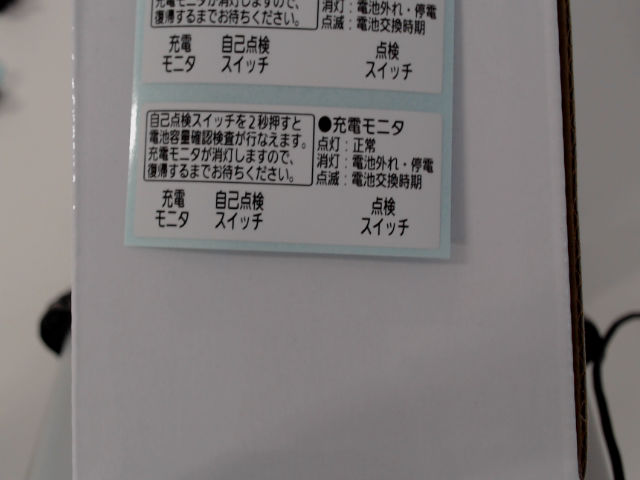 充電モニタが消灯しますので、
復帰するまでお待ちください。
消灯：電池外れ・停電
点滅：電池交換時期
充電
モニタ
自己点検
スイッチ
点検
スイッチ
自己点検スイッチを2秒押すと
電池容量確認検査が行なえます。
充電モニタが消灯しますので、
復帰するまでお待ちください。
●充電モニタ
点灯：正常
消灯：電池外れ・停電
点滅：電池交換時期
充電
モニタ
自己点検
スイッチ
点検
スイッチ